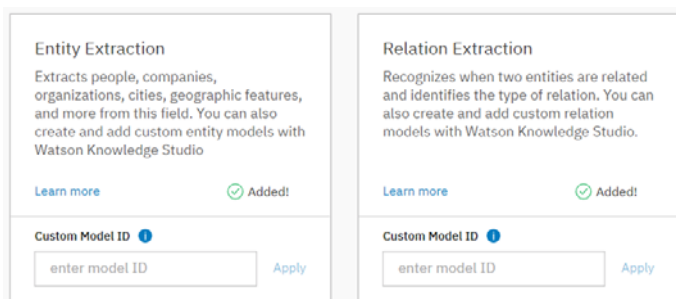 Entity Extraction
Extracts people, companies,
organizations, cities, geographic features,
and more from this field. You can also
create and add custom entity models with
Watson Knowledge Studio
Learn more
Added!
Custom Model ID
enter model ID
Apply
Relation Extraction
Recognizes when two entities are related
and identifies the type of relation. You can
also create and add custom relation
models with Watson Knowledge Studio.
Learn more
Added!
Custom Model ID
enter model ID
Apply